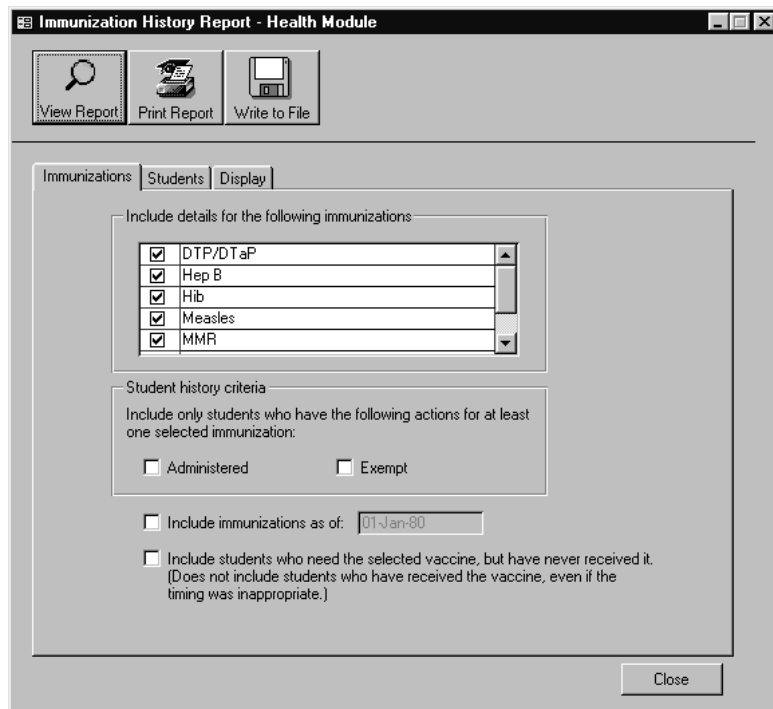 Immunization History Report - Health Module
View Report Print Report Write to File
Immunizations Students Display
Include details for the following immunizations
DTP/DTaP
Hep B
Hib
Measles
MMR
Student history criteria
Include only students who have the following actions for at least
one selected immunization:
Administered Exempt
Include immunizations as of: 01-Jan-80
Include students who need the selected vaccine, but have never received it.
(Does not include students who have received the vaccine, even if the
timing was inappropriate.)
Close